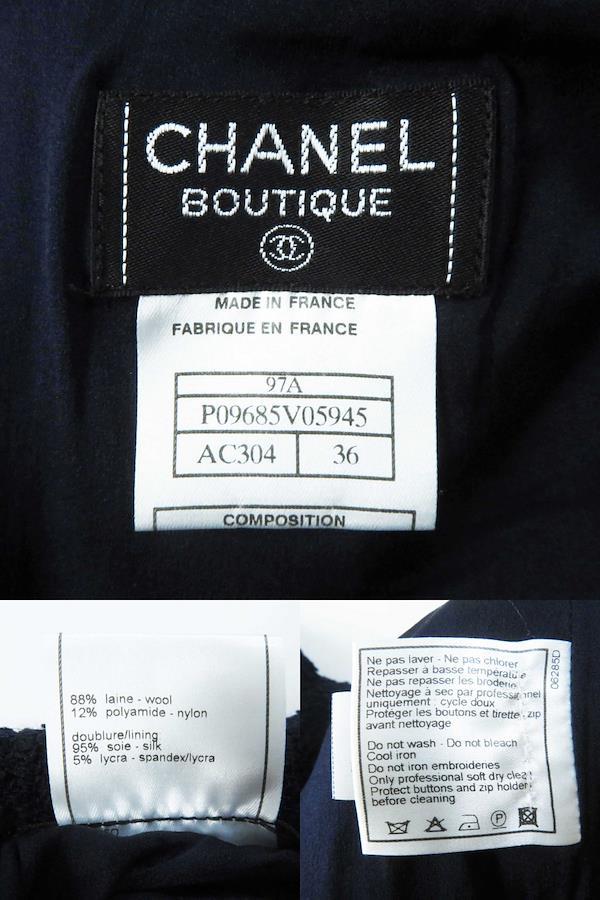 CHANEL
BOUTIQUE
MADE IN FRANCE
FABRIQUE EN FRANCE
97A
P09685V05945
AC304 36
COMPOSITION
88% laine - wool
12% polyamide - nylon
doublure/lining
95% soie - silk
5% lycra - spandex/lycra
Ne pas laver - Ne pas chlorer
Repasser à basse température
Ne pas repasser les broderie
Nettoyage à sec par professionnel
uniquement : cycle doux
Protéger les boutons et tirette-zip
avant nettoyage
Do not wash - Do not bleach
Cool iron
Do not iron embroideries
Only professional soft dry clea
Protect buttons and zip holder
before cleaning
P
06285D